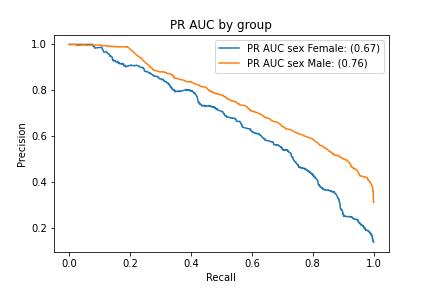 PR AUC by group
PR AUC sex Female: (0.67)
PR AUC sex Male: (0.76)
Precision
1.0
0.8
0.6
0.4
0.2
0.0 0.2 0.4 0.6 0.8 1.0
Recall